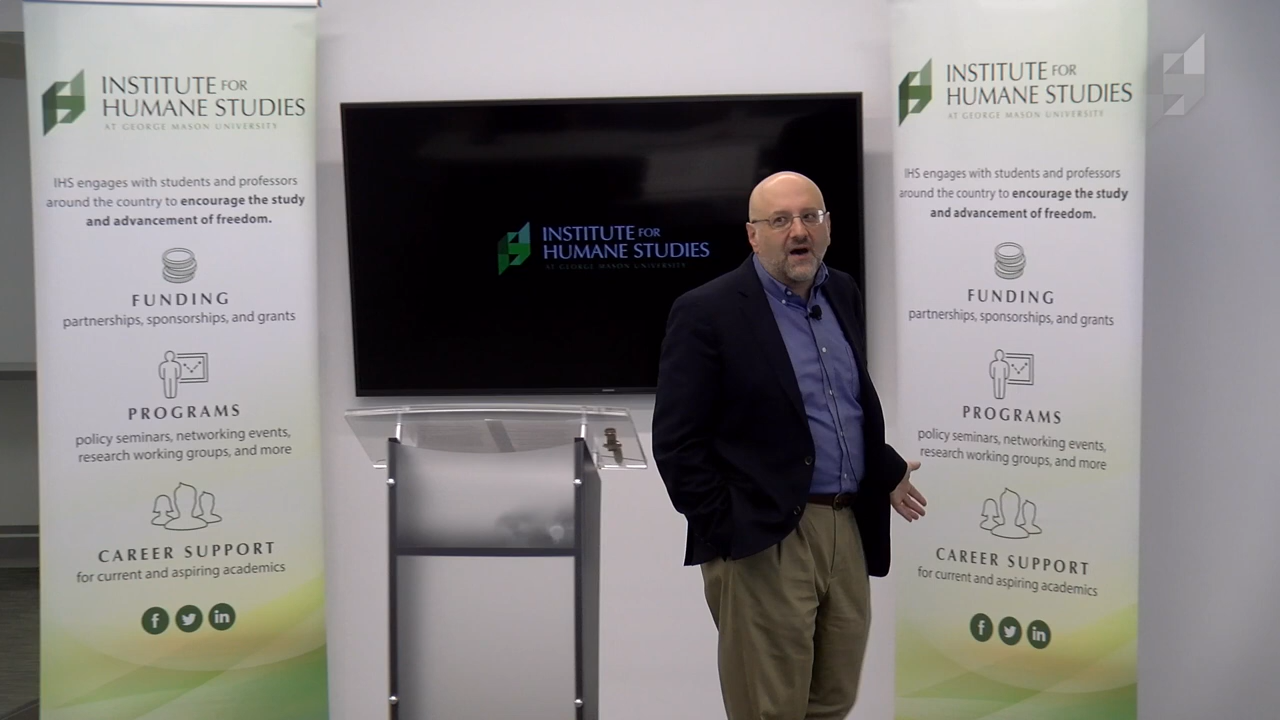 INSTITUTE FOR
HUMANE STUDIES
AT GEORGE MASON UNIVERSITY
IHS engages with students and professors
around the country to encourage the study
and advancement of freedom.
FUNDING
partnerships, sponsorships, and grants
PROGRAMS
policy seminars, networking events,
research working groups, and more
CAREER SUPPORT
for current and aspiring academics
f
in
INSTITUTE FOR
HUMANE STUDIES
AT GEORGE MASON UNIVERSITY
INSTITUTE FOR
HUMANE STUDIES
AT GEORGE MASON UNIVERSITY
IHS engages with students and professors
around the country to encourage the study
and advancement of freedom.
FUNDING
partnerships, sponsorships, and grants
PROGRAMS
policy seminars, networking events,
research working groups, and more
CAREER SUPPORT
for current and aspiring academics
f
in